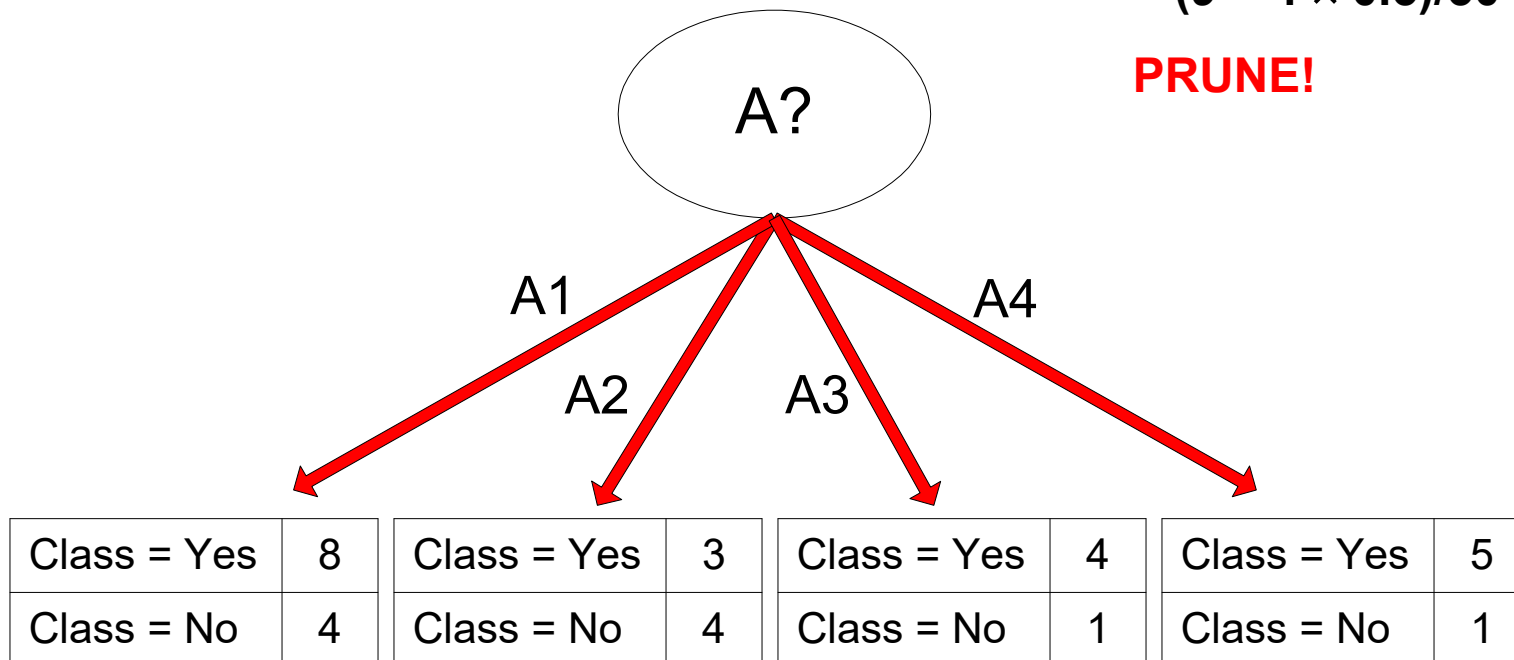 A?
PRUNE!
A1
A4
A2
A3
Class = Yes 8
Class = No 4
Class = Yes 3
Class = No 4
Class = Yes 4
Class = No 1
Class = Yes 5
Class = No 1